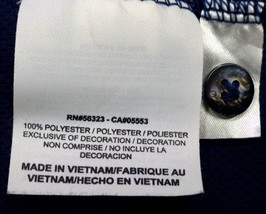 RN#56323 - CA#05553
100% POLYESTER / POLYESTER / POLIESTER
EXCLUSIVE OF DECORATION / DECORATION
NON COMPRISE / NO INCLUYE LA
DECORACION
MADE IN VIETNAM/FABRIQUE AU
VIETNAM/HECHO EN VIETNAM